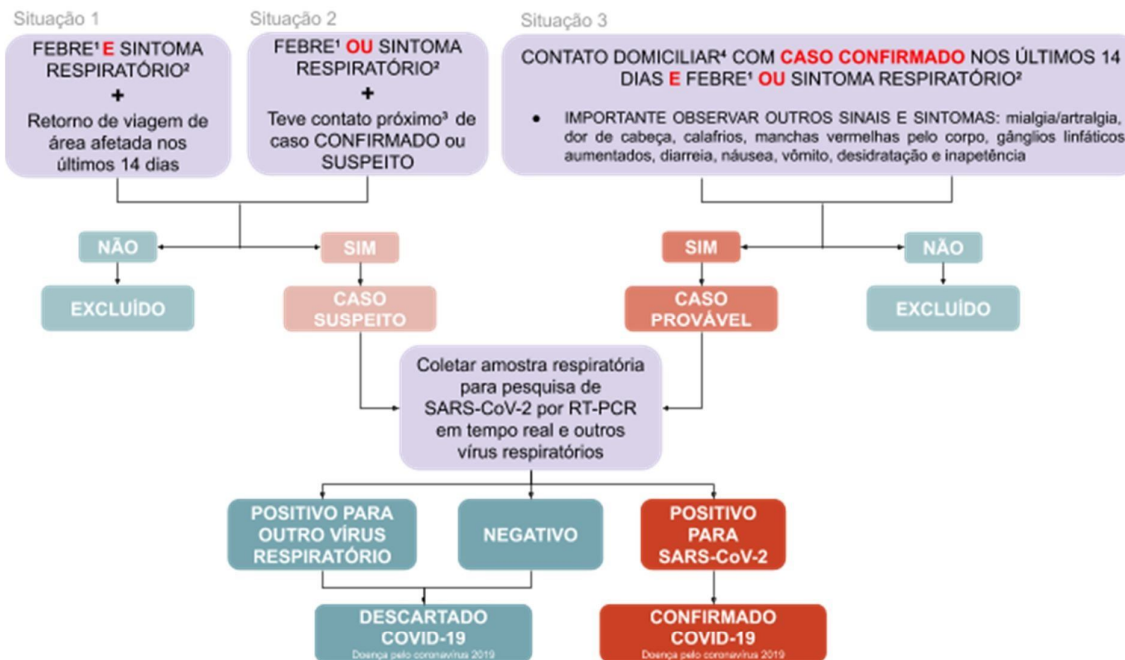 Situação 1
FEBRE¹ E SINTOMA
RESPIRATÓRIO²
+
Retorno de viagem de
área afetada nos
últimos 14 dias
Situação 2
FEBRE¹ OU SINTOMA
RESPIRATÓRIO²
+
Teve contato próximo³ de
caso CONFIRMADO ou
SUSPEITO
Situação 3
CONTATO DOMICILIAR⁴ COM CASO CONFIRMADO NOS ÚLTIMOS 14
DIAS E FEBRE¹ OU SINTOMA RESPIRATÓRIO²
• IMPORTANTE OBSERVAR OUTROS SINAIS E SINTOMAS: mialgia/artralgia,
dor de cabeça, calafrios, manchas vermelhas pelo corpo, gânglios linfáticos
aumentados, diarreia, náusea, vômito, desidratação e inapetência
NÃO
SIM
SIM
NÃO
EXCLUÍDO
CASO
SUSPEITO
CASO
PROVÁVEL
EXCLUÍDO
Coletar amostra respiratória
para pesquisa de
SARS-CoV-2 por RT-PCR
em tempo real e outros
vírus respiratórios
POSITIVO PARA
OUTRO VÍRUS
RESPIRATÓRIO
NEGATIVO
POSITIVO
PARA
SARS-CoV-2
DESCARTADO
COVID-19
Doença pelo coronavírus 2019
CONFIRMADO
COVID-19
Doença pelo coronavírus 2019